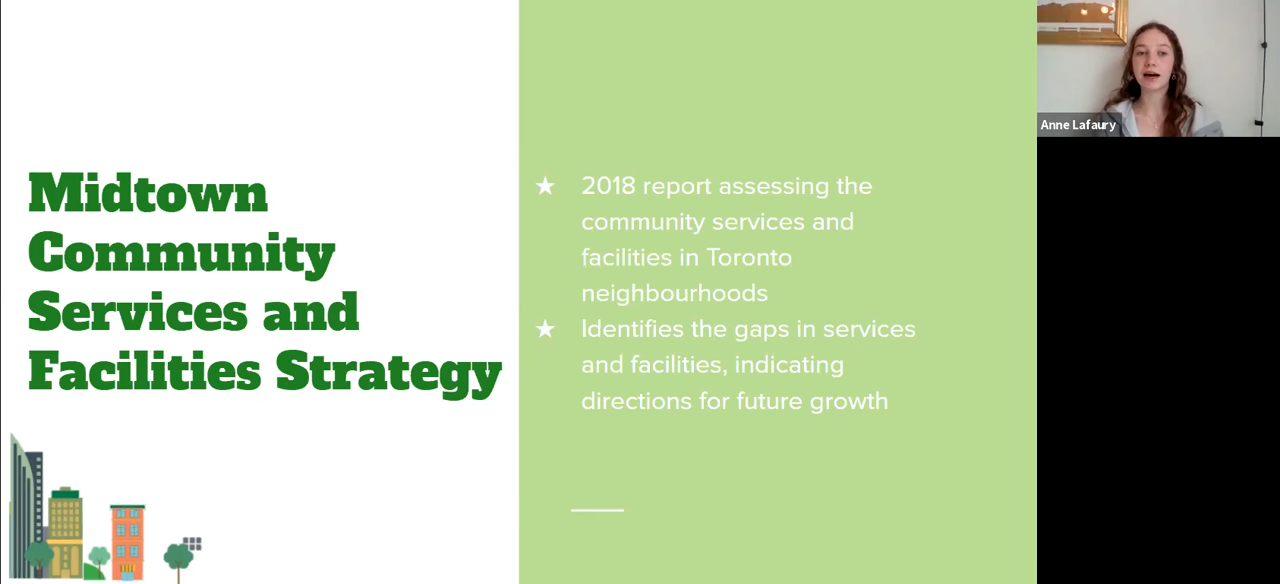 Midtown
Community
Services and
Facilities Strategy
★ 2018 report assessing the
community services and
facilities in Toronto
neighbourhoods
★ Identifies the gaps in services
and facilities, indicating
directions for future growth
Anne Lafaury